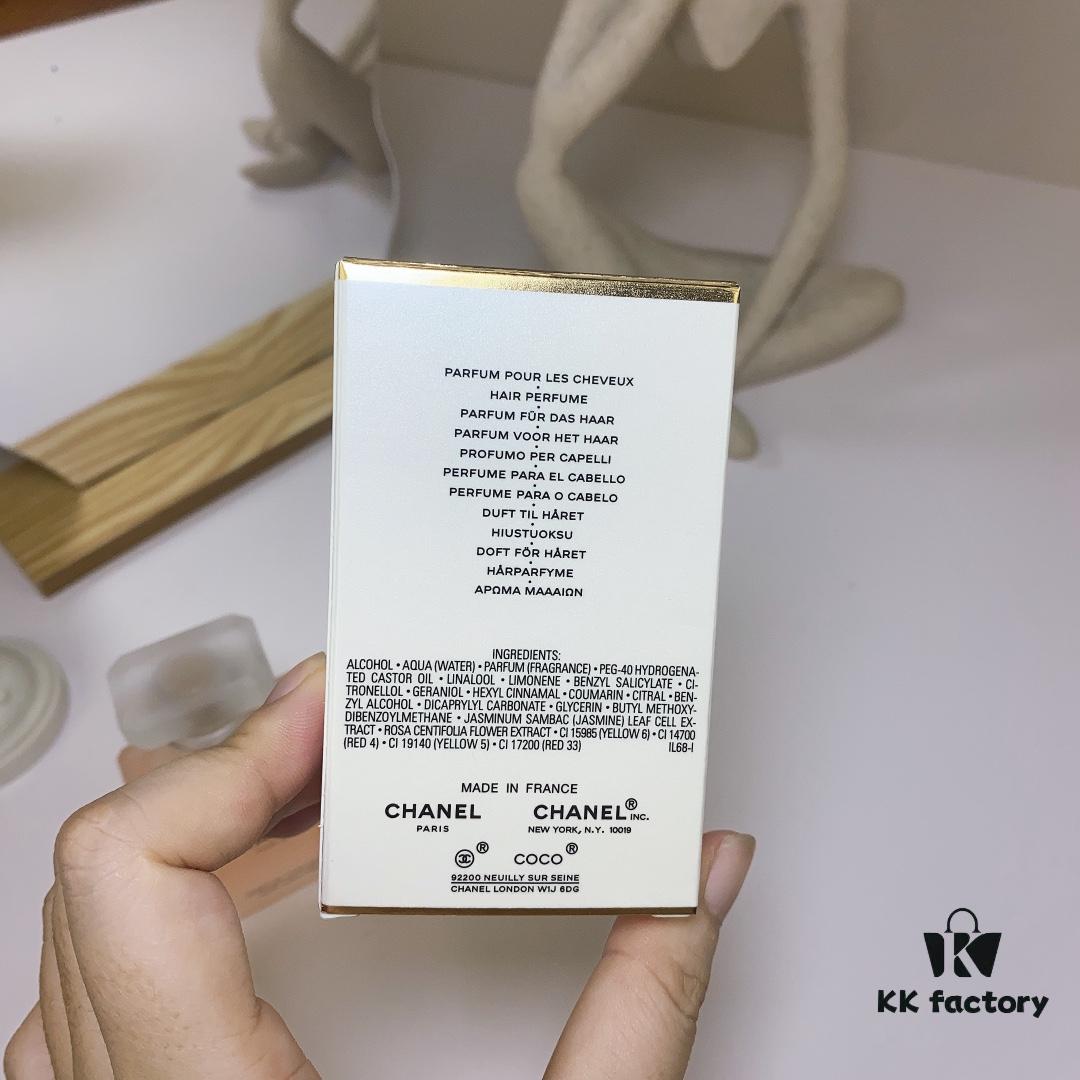 PARFUM POUR LES CHEVEUX
HAIR PERFUME
PARFUM FÜR DAS HAAR
PARFUM VOOR HET HAAR
PROFUMO PER CAPELLI
PERFUME PARA EL CABELLO
PERFUME PARA O CABELO
DUFT TIL HÅRET
HIUSTUOKSU
DOFT FÖR HÅRET
HÅRPARFYME
ΑΡΩΜΑ ΜΑΛΛΙΩΝ
INGREDIENTS:
ALCOHOL • AQUA (WATER) • PARFUM (FRAGRANCE) • PEG-40 HYDROGENA-
TED CASTOR OIL • LINALOOL • LIMONENE • BENZYL SALICYLATE • CI-
TRONELLOL • GERANIOL • HEXYL CINNAMAL • COUMARIN • CITRAL • BEN-
ZYL ALCOHOL • DICAPRYLYL CARBONATE • GLYCERIN • BUTYL METHOXY-
DIBENZOYLMETHANE • JASMINUM SAMBAC (JASMINE) LEAF CELL EX-
TRACT • ROSA CENTIFOLIA FLOWER EXTRACT • CI 15985 (YELLOW 6) • CI 14700
(RED 4) • CI 19140 (YELLOW 5) • CI 17200 (RED 33) IL68-I
MADE IN FRANCE
CHANEL CHANEL® INC.
PARIS NEW YORK, N.Y. 10019
® COCO®
92200 NEUILLY SUR SEINE
CHANEL LONDON W1J 6DG
KK factory